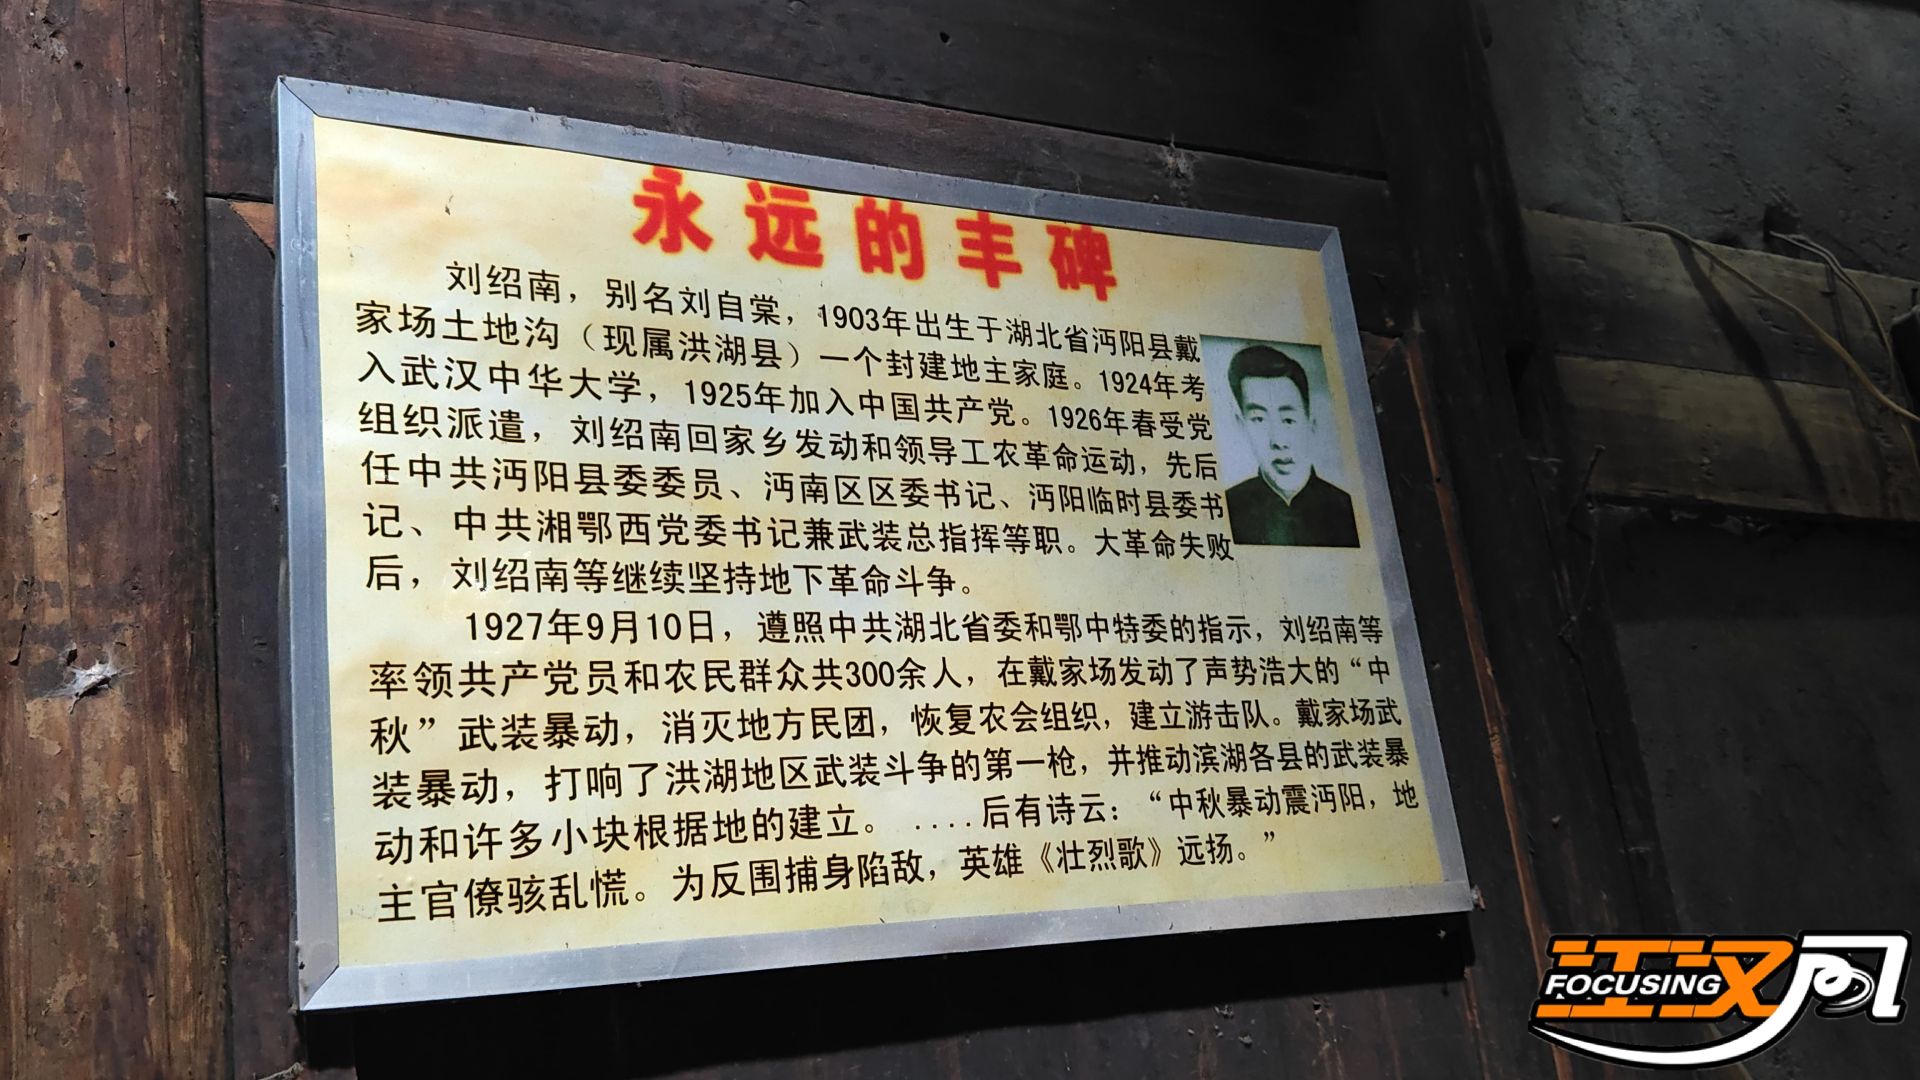 永远的丰碑
刘绍南，别名刘自棠，1903年出生于湖北省沔阳县戴
家场土地沟（现属洪湖县）一个封建地主家庭。1924年考
入武汉中华大学，1925年加入中国共产党。1926年春受党
组织派遣，刘绍南回家乡发动和领导工农革命运动，先后
任中共沔阳县委委员、沔南区区委书记、沔阳临时县委书
记、中共湘鄂西党委书记兼武装总指挥等职。大革命失败
后，刘绍南等继续坚持地下革命斗争。
1927年9月10日，遵照中共湖北省委和鄂中特委的指示，刘绍南等
率领共产党员和农民群众共300余人，在戴家场发动了声势浩大的“中
秋”武装暴动，消灭地方民团，恢复农会组织，建立游击队。戴家场武
装暴动，打响了洪湖地区武装斗争的第一枪，并推动滨湖各县的武装暴
动和许多小块根据地的建立。 ....后有诗云：“中秋暴动震沔阳，地
主官僚骇乱慌。为反围捕身陷敌，英雄《壮烈歌》远扬。”
江汉网
FOCUSING